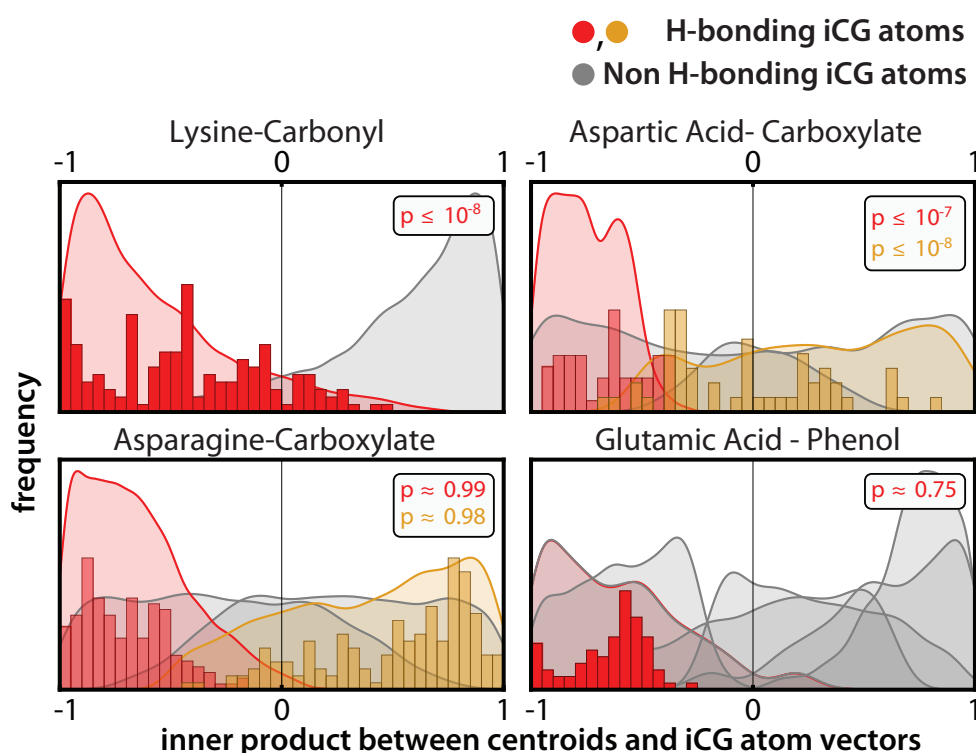 , H-bonding iCG atoms
Non H-bonding iCG atoms
Lysine-Carbonyl
-1 0 1
p ≤ 10-8
Aspartic Acid- Carboxylate
-1 0 1
p ≤ 10-7
p ≤ 10-8
frequency
Asparagine-Carboxylate
p ≈ 0.99
p ≈ 0.98
-1 0 1
Glutamic Acid - Phenol
p ≈ 0.75
-1 0 1
inner product between centroids and iCG atom vectors